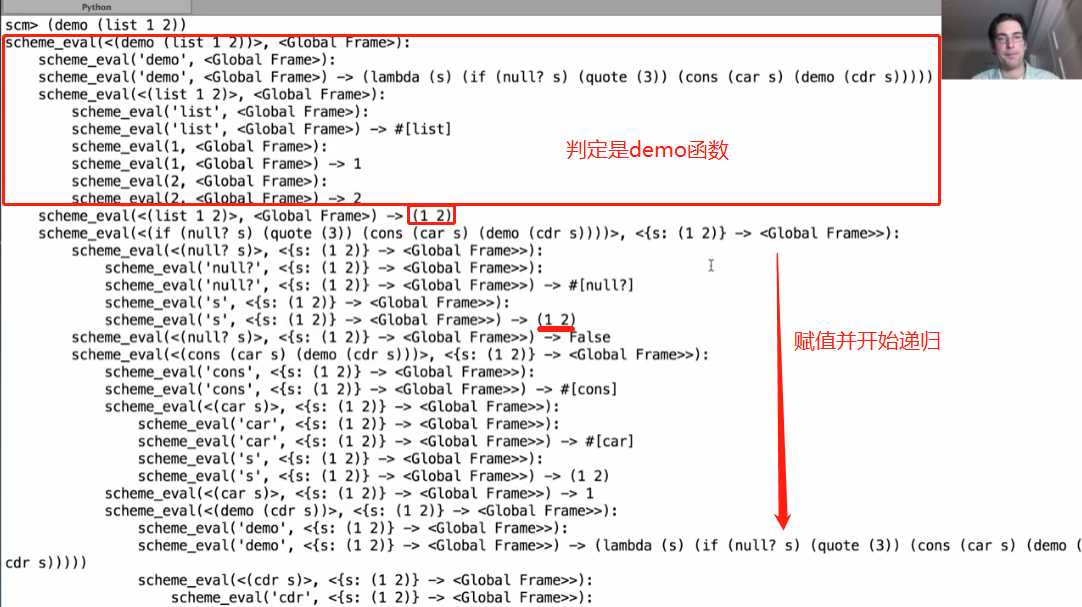 Python
scm> (demo (list 1 2))
scheme_eval(<(demo (list 1 2))>, <Global Frame>):
scheme_eval('demo', <Global Frame>):
scheme_eval('demo', <Global Frame>) -> (lambda (s) (if (null? s) (quote (3)) (cons (car s) (demo (cdr s)))))
scheme_eval(<(list 1 2)>, <Global Frame>):
scheme_eval('list', <Global Frame>):
scheme_eval('list', <Global Frame>) -> #[list]
scheme_eval(1, <Global Frame>):
判定是demo函数
scheme_eval(1, <Global Frame>) -> 1
scheme_eval(2, <Global Frame>):
scheme_eval(2, <Global Frame>) -> 2
scheme_eval(<(list 1 2)>, <Global Frame>) -> (1 2)
scheme_eval(<(if (null? s) (quote (3)) (cons (car s) (demo (cdr s))))>, <{s: (1 2)} -> <Global Frame>>):
scheme_eval(<(null? s)>, <{s: (1 2)} -> <Global Frame>>):
scheme_eval('null?', <{s: (1 2)} -> <Global Frame>>):
scheme_eval('null?', <{s: (1 2)} -> <Global Frame>>) -> #[null?]
scheme_eval('s', <{s: (1 2)} -> <Global Frame>>):
scheme_eval('s', <{s: (1 2)} -> <Global Frame>>) -> (1 2)
scheme_eval(<(null? s)>, <{s: (1 2)} -> <Global Frame>>) -> False
赋值并开始递归
scheme_eval(<(cons (car s) (demo (cdr s)))>, <{s: (1 2)} -> <Global Frame>>):
scheme_eval('cons', <{s: (1 2)} -> <Global Frame>>):
scheme_eval('cons', <{s: (1 2)} -> <Global Frame>>) -> #[cons]
scheme_eval(<(car s)>, <{s: (1 2)} -> <Global Frame>>):
scheme_eval('car', <{s: (1 2)} -> <Global Frame>>):
scheme_eval('car', <{s: (1 2)} -> <Global Frame>>) -> #[car]
scheme_eval('s', <{s: (1 2)} -> <Global Frame>>):
scheme_eval('s', <{s: (1 2)} -> <Global Frame>>) -> (1 2)
scheme_eval(<(car s)>, <{s: (1 2)} -> <Global Frame>>) -> 1
scheme_eval(<(demo (cdr s))>, <{s: (1 2)} -> <Global Frame>>):
scheme_eval('demo', <{s: (1 2)} -> <Global Frame>>):
scheme_eval('demo', <{s: (1 2)} -> <Global Frame>>) -> (lambda (s) (if (null? s) (quote (3)) (cons (car s) (demo (
cdr s)))))
scheme_eval(<(cdr s)>, <{s: (1 2)} -> <Global Frame>>):
scheme_eval('cdr', <{s: (1 2)} -> <Global Frame>>):